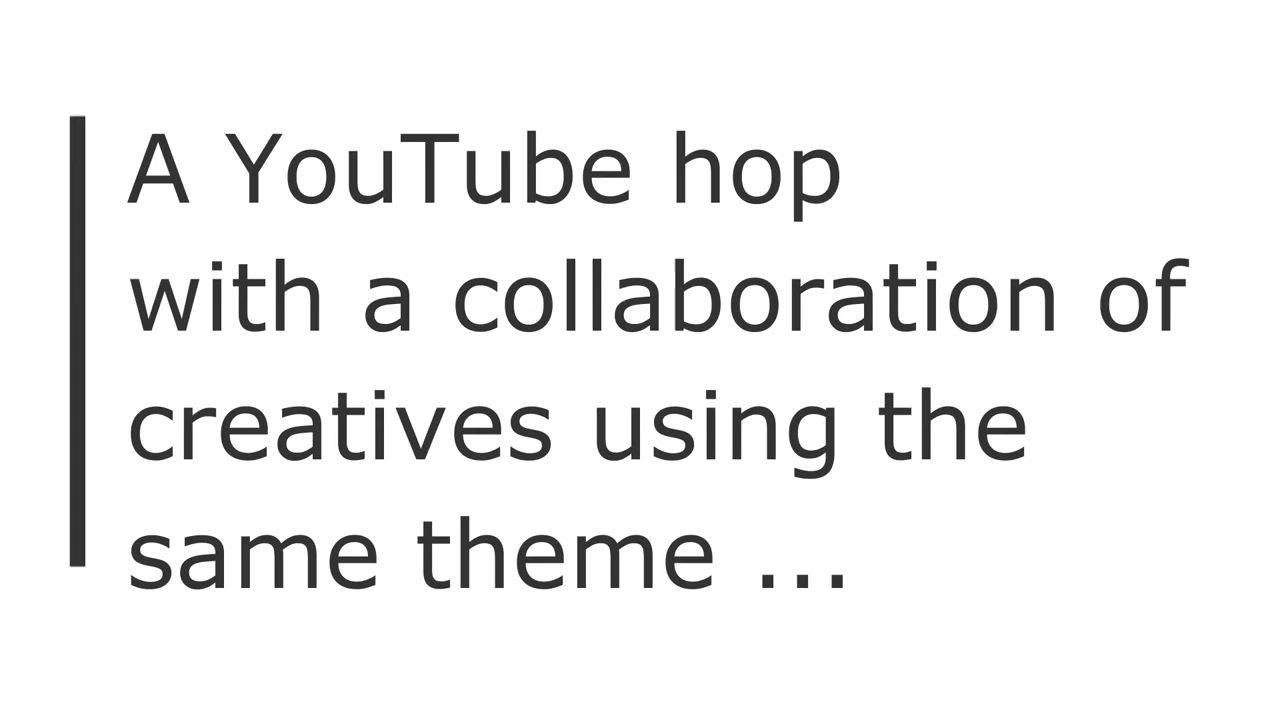 A YouTube hop
with a collaboration of
creatives using the
same theme ...